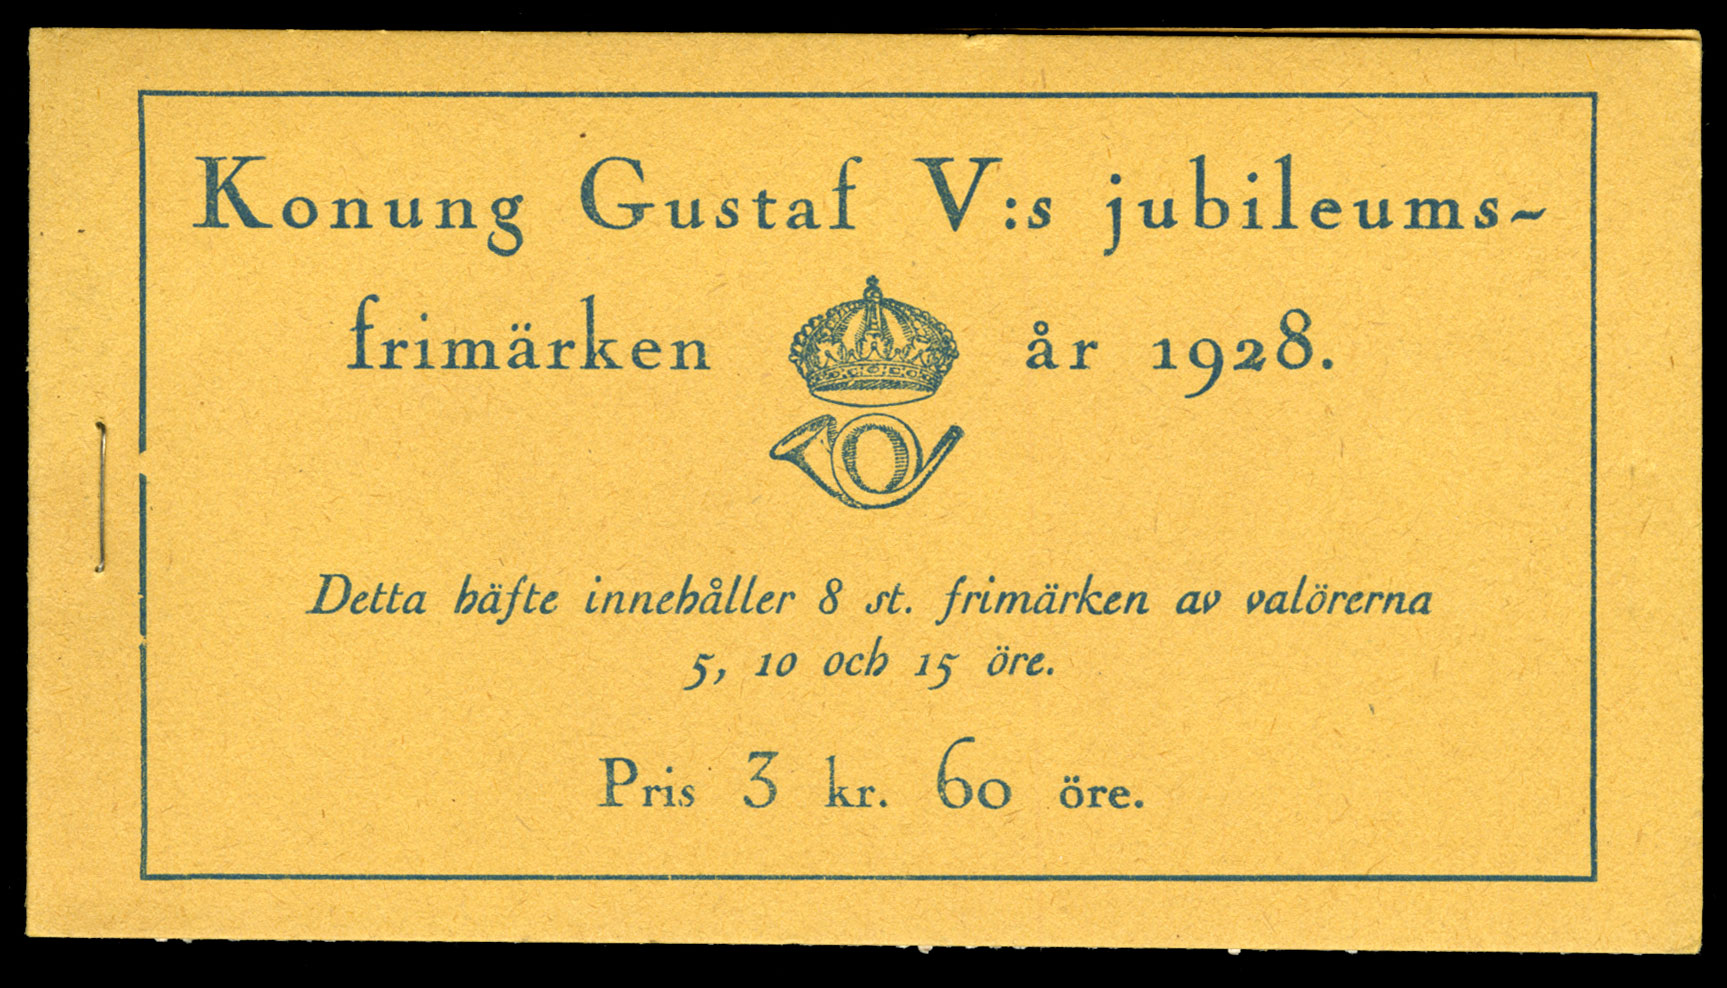 Konung Gustaf V:s jubileums-
frimärken år 1928.
Detta häfte innehåller 8 st. frimärken av valörerna
5, 10 och 15 öre.
Pris 3 kr. 60 öre.